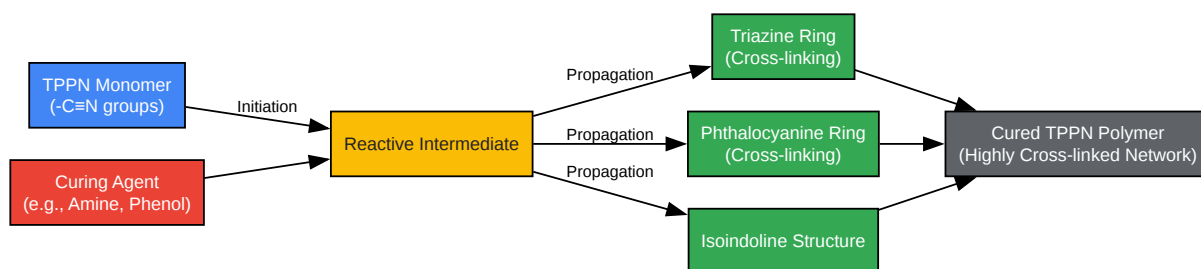 TPPN Monomer
(-C≡N groups)
Curing Agent
(e.g., Amine, Phenol)
Initiation
Reactive Intermediate
Propagation
Propagation
Propagation
Triazine Ring
(Cross-linking)
Phthalocyanine Ring
(Cross-linking)
Isoindoline Structure
Cured TPPN Polymer
(Highly Cross-linked Network)